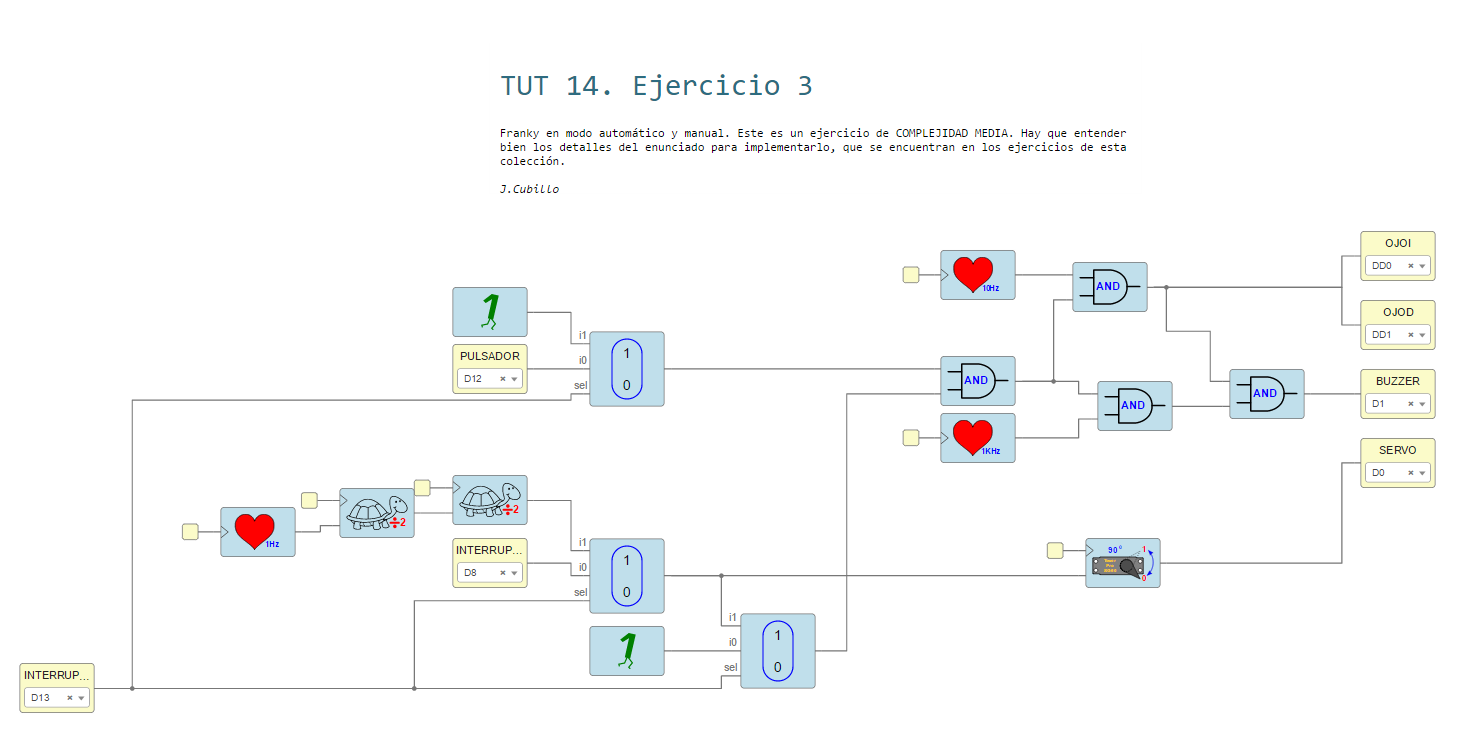 TUT 14. Ejercicio 3
Franky en modo automático y manual. Este es un ejercicio de COMPLEJIDAD MEDIA. Hay que entender
bien los detalles del enunciado para implementarlo, que se encuentran en los ejercicios de esta
colección.
J.Cubillo
OJOI
DD0
10Hz
AND
OJOD
DD1
1
i1
PULSADOR
D12
i0
sel
1
0
AND
AND
AND
BUZZER
D1
1KHz
SERVO
D0
÷2
÷2
1Hz
i1
INTERRUP...
D8
i0
sel
1
0
90°
1
0
1
i1
i0
sel
1
0
INTERRUP...
D13